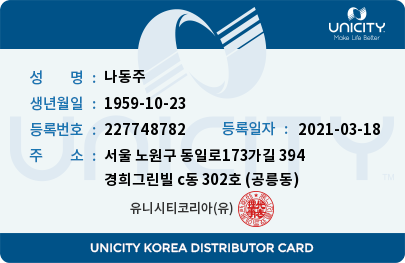 UNICITY
Make Life Better
성 명 : 나동주
생년월일 : 1959-10-23
등록번호 : 227748782 등록일자 : 2021-03-18
주 소 : 서울 노원구 동일로173가길 394
경희그린빌 c동 302호 (공릉동)
유니시티코리아(유)
UNICITY
UNICITY KOREA DISTRIBUTOR CARD